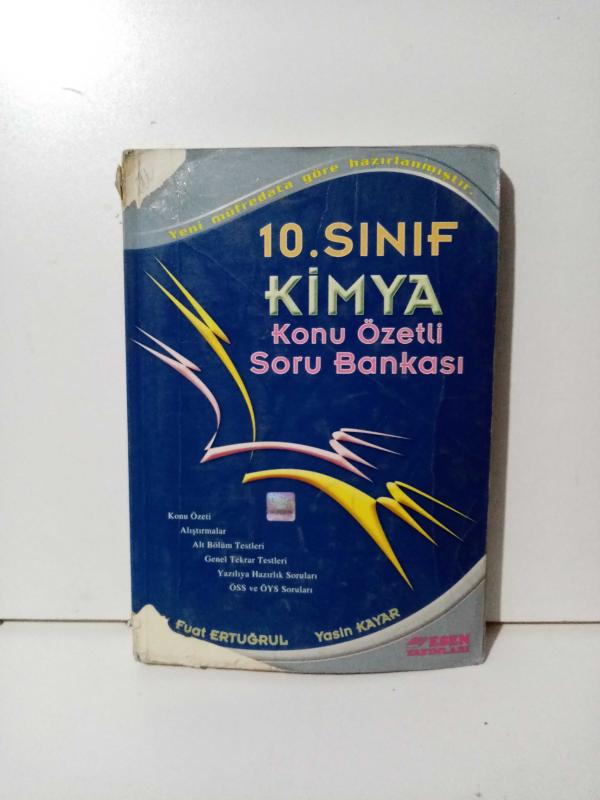 Yeni müfredata göre hazırlanmıştır.
10. SINIF
KİMYA
Konu Özetli
Soru Bankası
Konu Özeti
Alıştırmalar
Alt Bölüm Testleri
Genel Tekrar Testleri
Yazılıya Hazırlık Soruları
ÖSS ve ÖYS Soruları
Fuat ERTUĞRUL Yasin KAYAR
ESEN
YAYINLARI